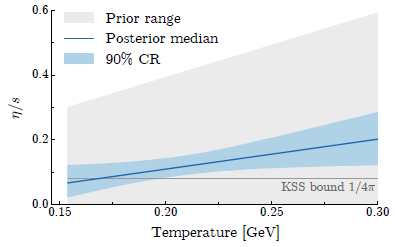 0.6
Prior range
Posterior median
90% CR
0.4
η/s
0.2
KSS bound 1/4π
0.0
0.15
0.20
0.25
0.30
Temperature [GeV]